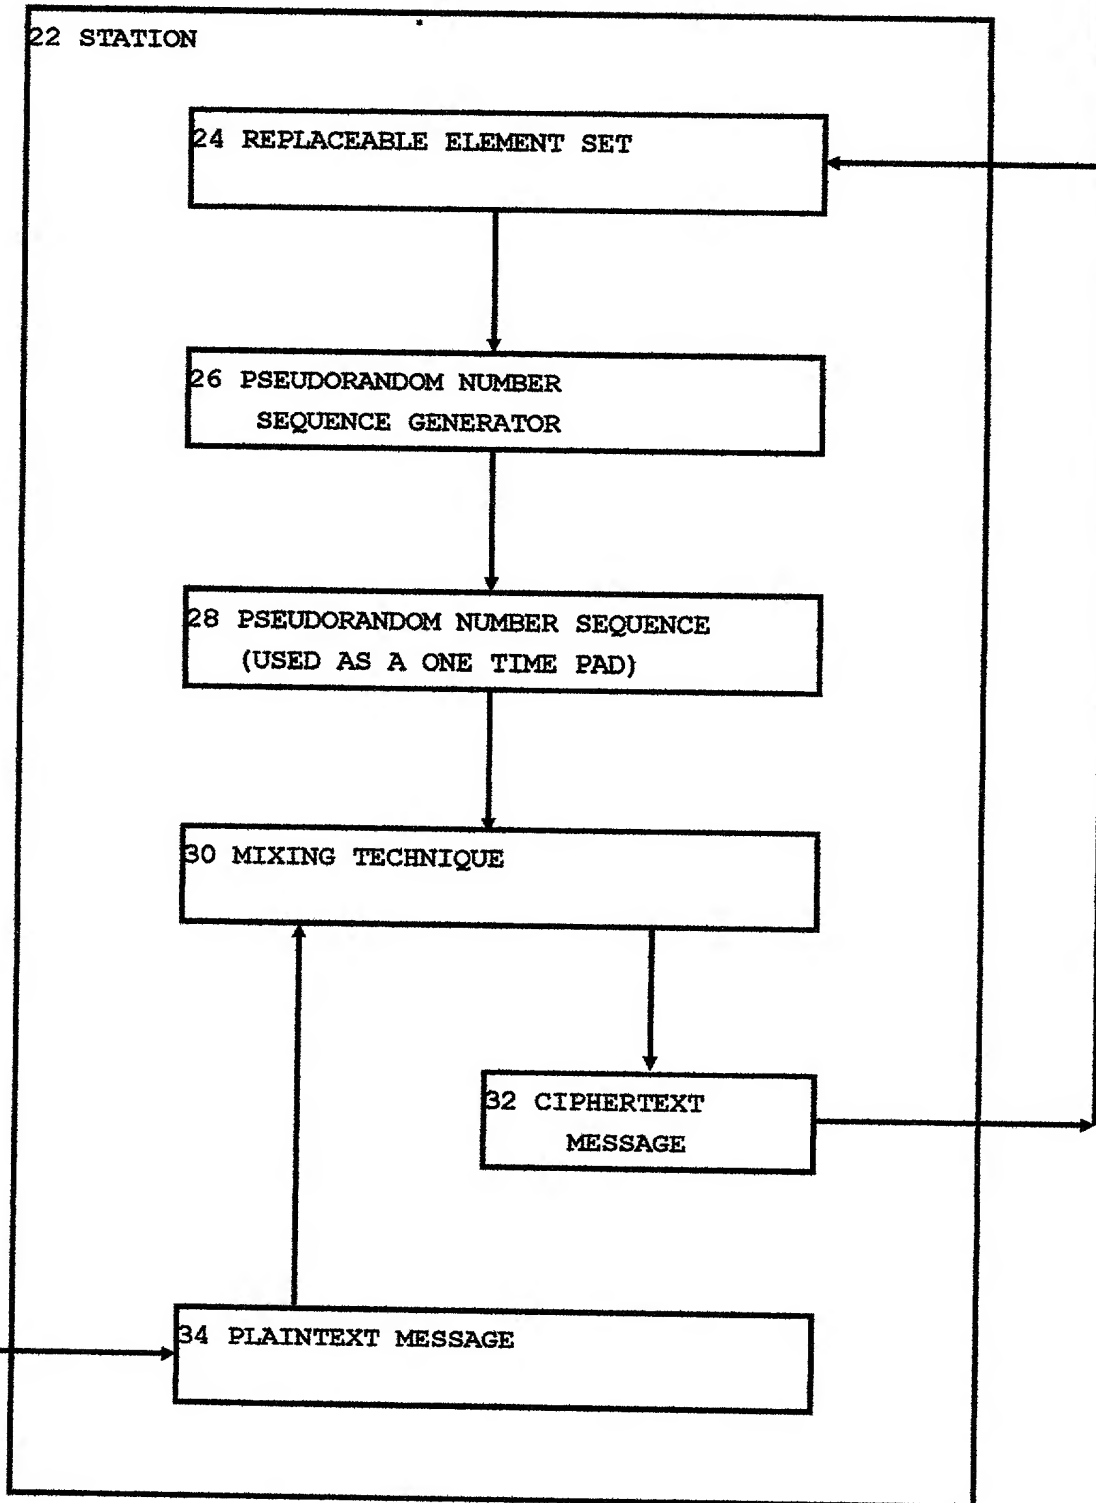 22 STATION
24 REPLACEABLE ELEMENT SET
26 PSEUDORANDOM NUMBER
SEQUENCE GENERATOR
28 PSEUDORANDOM NUMBER SEQUENCE
(USED AS A ONE TIME PAD)
30 MIXING TECHNIQUE
32 CIPHERTEXT
MESSAGE
34 PLAINTEXT MESSAGE